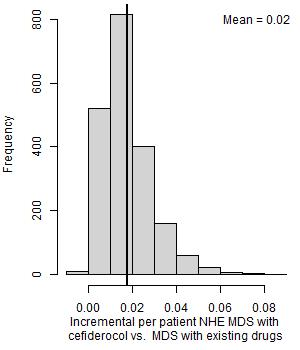 Mean = 0.02
800
600
400
200
0
Frequency
0.00 0.02 0.04 0.06 0.08
Incremental per patient NHE MDS with
cefiderocol vs. MDS with existing drugs